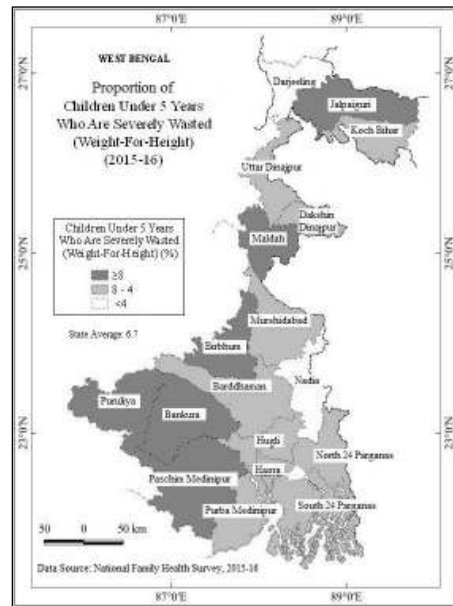 87°0'E 89°0'E
WEST BENGAL
Proportion of
Children Under 5 Years
Who Are Severely Wasted
(Weight-For-Height)
(2015-16)
27°0'N
27°0'N
Darjeeling
Jalpaiguri
Koch Bihar
Uttar Dinajpur
Dakshin
Dinajpur
Maldah
25°0'N
25°0'N
Children Under 5 Years
Who Are Severely Wasted
(Weight-For-Height) (%)
≥8
8 - 4
<4
State Average: 6.7
Murshidabad
Birbhum
Nadia
Barddhaman
Puruliya
Bankura
23°0'N
23°0'N
Hugli
North 24 Parganas
Haora
Paschim Medinipur
Purba Medinipur
South 24 Parganas
50 0 50 km
Data Source: National Family Health Survey, 2015-16
87°0'E 89°0'E